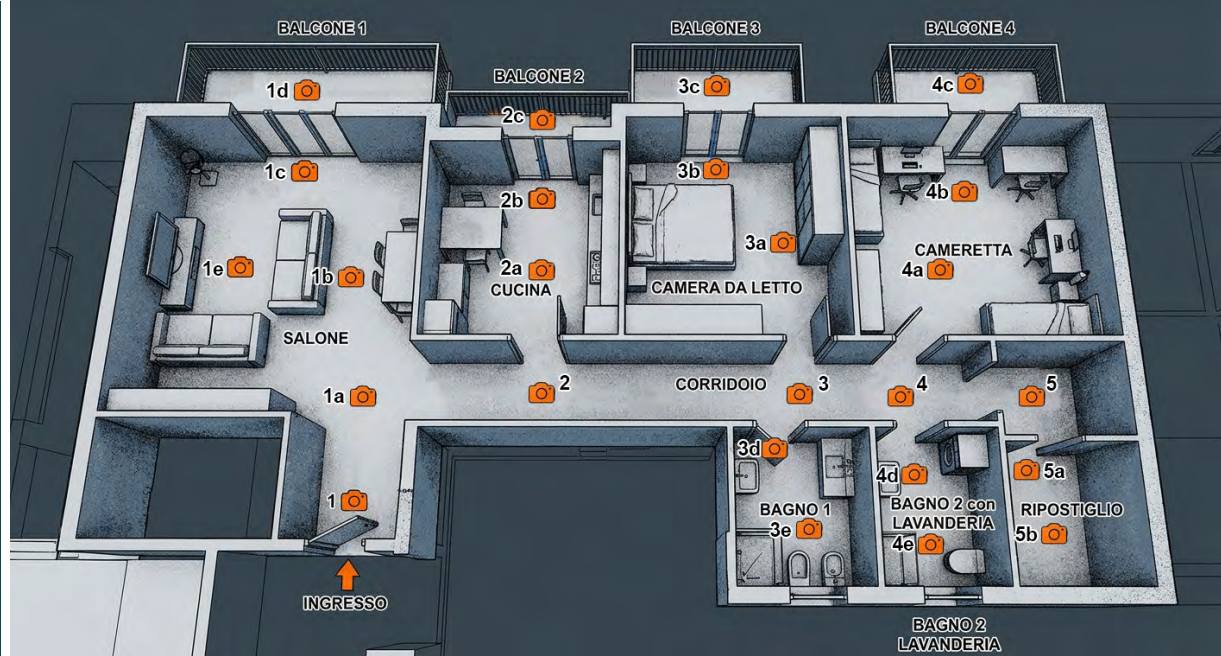 BALCONE 1
BALCONE 2
BALCONE 3
BALCONE 4
1d
2c
3c
4c
1c
2b
3b
4b
1e
1b
2a
CUCINA
3a
CAMERA DA LETTO
CAMERETTA
4a
SALONE
1a
2
CORRIDOIO
3
4
5
3d
4d
5a
1
BAGNO 1
3e
BAGNO 2 con
LAVANDERIA
4e
RIPOSTIGLIO
5b
INGRESSO
BAGNO 2
LAVANDERIA